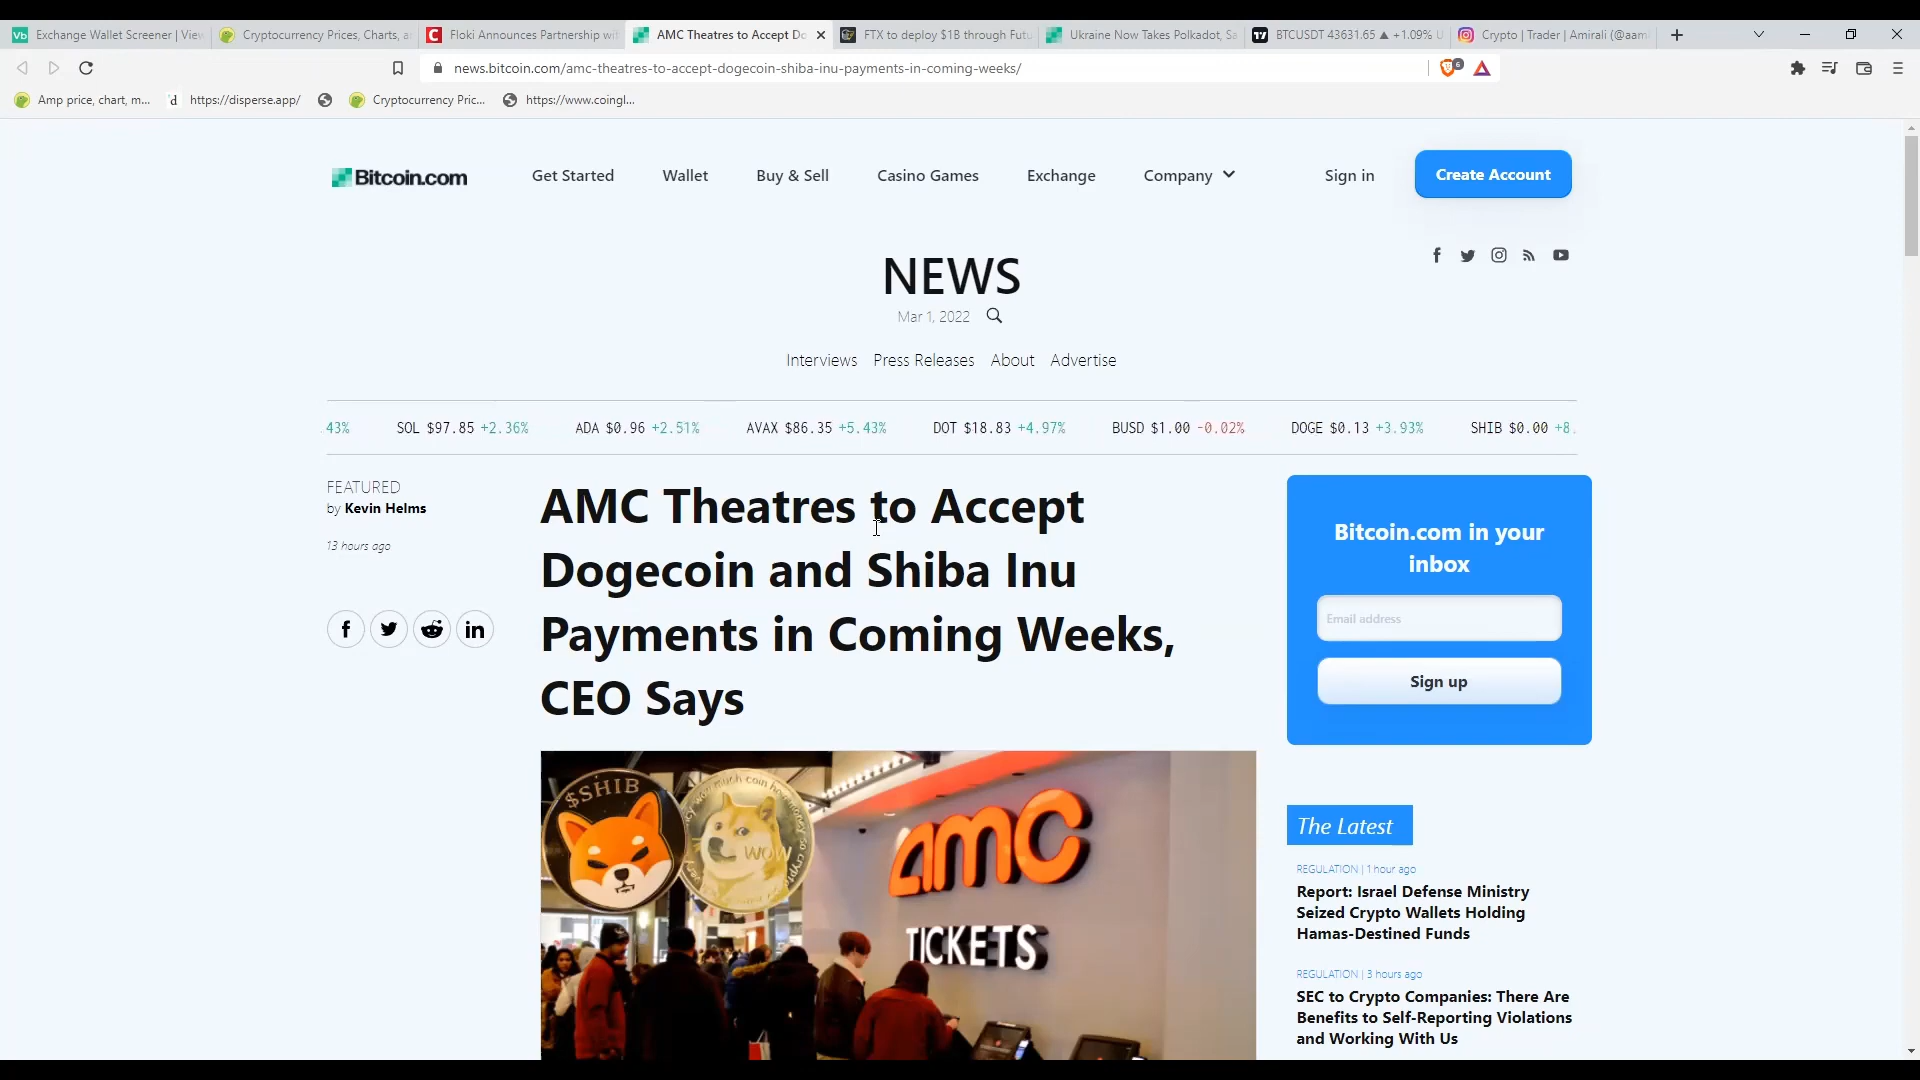 Exchange Wallet Screener | View
Cryptocurrency Prices, Charts, a
Floki Announces Partnership wi
AMC Theatres to Accept Do
FTX to deploy $1B through Futu
Ukraine Now Takes Polkadot, Sa
BTCUSDT 43631.65 ▲ +1.09% U
Crypto | Trader | Amirali (@aam
news.bitcoin.com/amc-theatres-to-accept-dogecoin-shiba-inu-payments-in-coming-weeks/
6
Amp price, chart, m...
https://disperse.app/
Cryptocurrency Pric...
https://www.coingl...
Bitcoin.com
Get Started
Wallet
Buy & Sell
Casino Games
Exchange
Company
Sign in
Create Account
NEWS
Mar 1, 2022
Interviews Press Releases About Advertise
.43% SOL $97.85 +2.36% ADA $0.96 +2.51% AVAX $86.35 +5.43% DOT $18.83 +4.97% BUSD $1.00 -0.02% DOGE $0.13 +3.93% SHIB $0.00 +8.
FEATURED
by Kevin Helms
13 hours ago
AMC Theatres to Accept
Dogecoin and Shiba Inu
Payments in Coming Weeks,
CEO Says
$SHIB
WOW
amc
TICKETS
Bitcoin.com in your
inbox
Email address
Sign up
The Latest
REGULATION | 1 hour ago
Report: Israel Defense Ministry
Seized Crypto Wallets Holding
Hamas-Destined Funds
REGULATION | 3 hours ago
SEC to Crypto Companies: There Are
Benefits to Self-Reporting Violations
and Working With Us